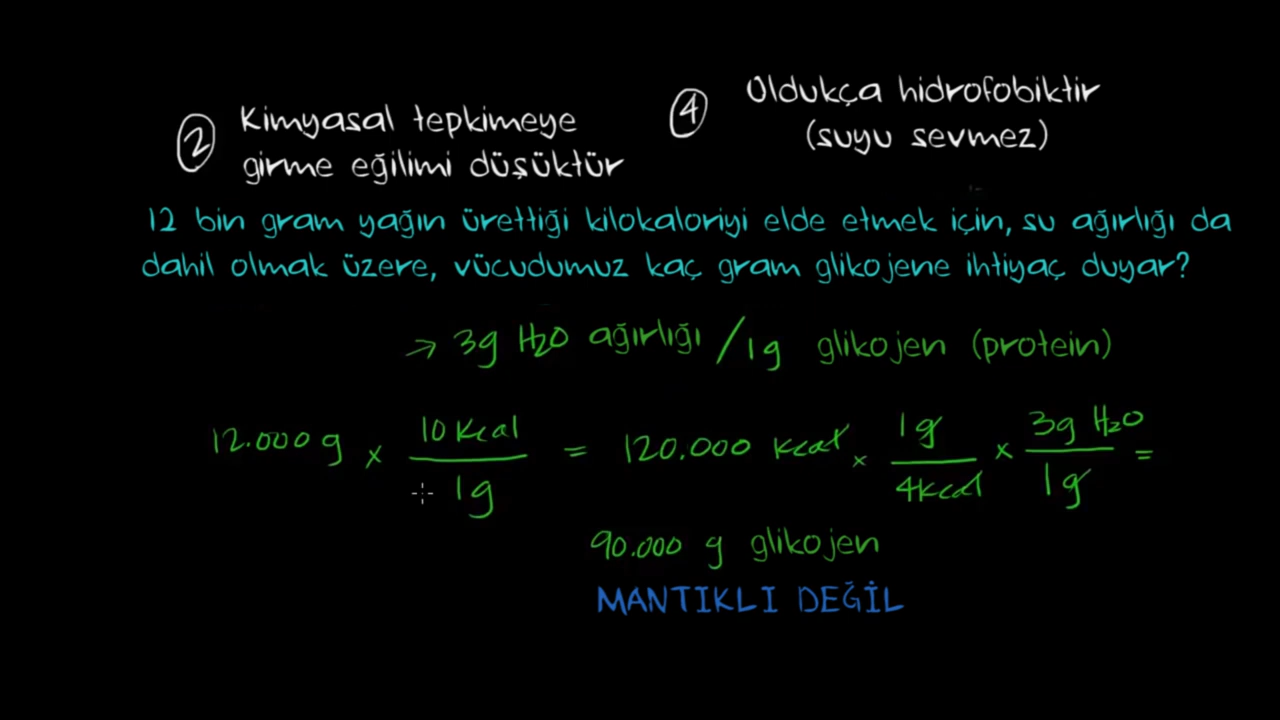 ② Kimyasal tepkimeye
girme eğilimi düşüktür
④ Oldukça hidrofobiktir
(suyu sevmez)
12 bin gram yağın ürettiği kilokaloriyi elde etmek için, su ağırlığı da
dahil olmak üzere, vücudumuz kaç gram glikojene ihtiyaç duyar?
→ 3g H₂O ağırlığı / 1g glikojen (protein)
12.000 g x 10 Kcal / 1g = 120.000 kcal x 1g / 4kcal x 3g H₂O / 1g =
90.000 g glikojen
MANTIKLI DEĞİL